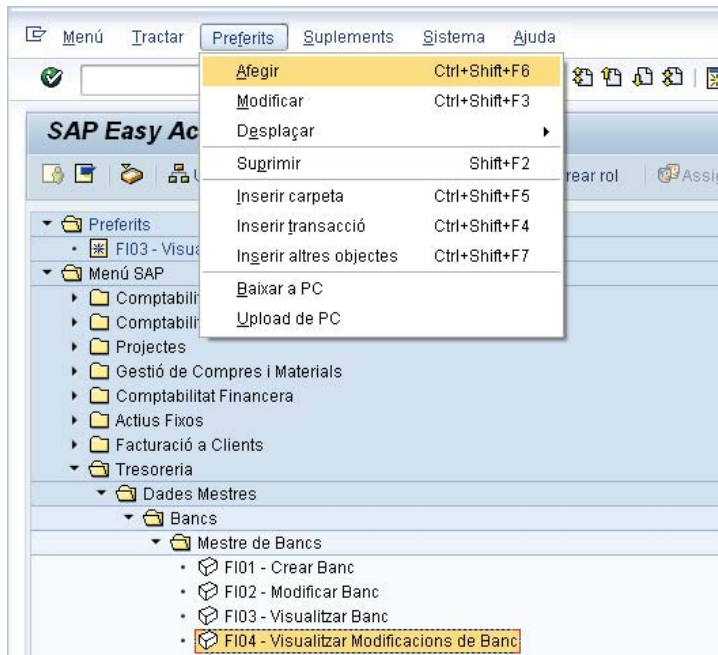 Menú Tractar Preferits Suplements Sistema Ajuda
Afegir Ctrl+Shift+F6
Modificar Ctrl+Shift+F3
Desplaçar
Suprimir Shift+F2
Inserir carpeta Ctrl+Shift+F5
Inserir transacció Ctrl+Shift+F4
Inserir altres objectes Ctrl+Shift+F7
Baixar a PC
Upload de PC
SAP Easy Ac
rear rol Assi
Preferits
FI03 - Visua
Menú SAP
Comptabili
Comptabili
Projectes
Gestió de Compres i Materials
Comptabilitat Financera
Actius Fixos
Facturació a Clients
Tresoreria
Dades Mestres
Bancs
Mestre de Bancs
FI01 - Crear Banc
FI02 - Modificar Banc
FI03 - Visualitzar Banc
FI04 - Visualitzar Modificacions de Banc